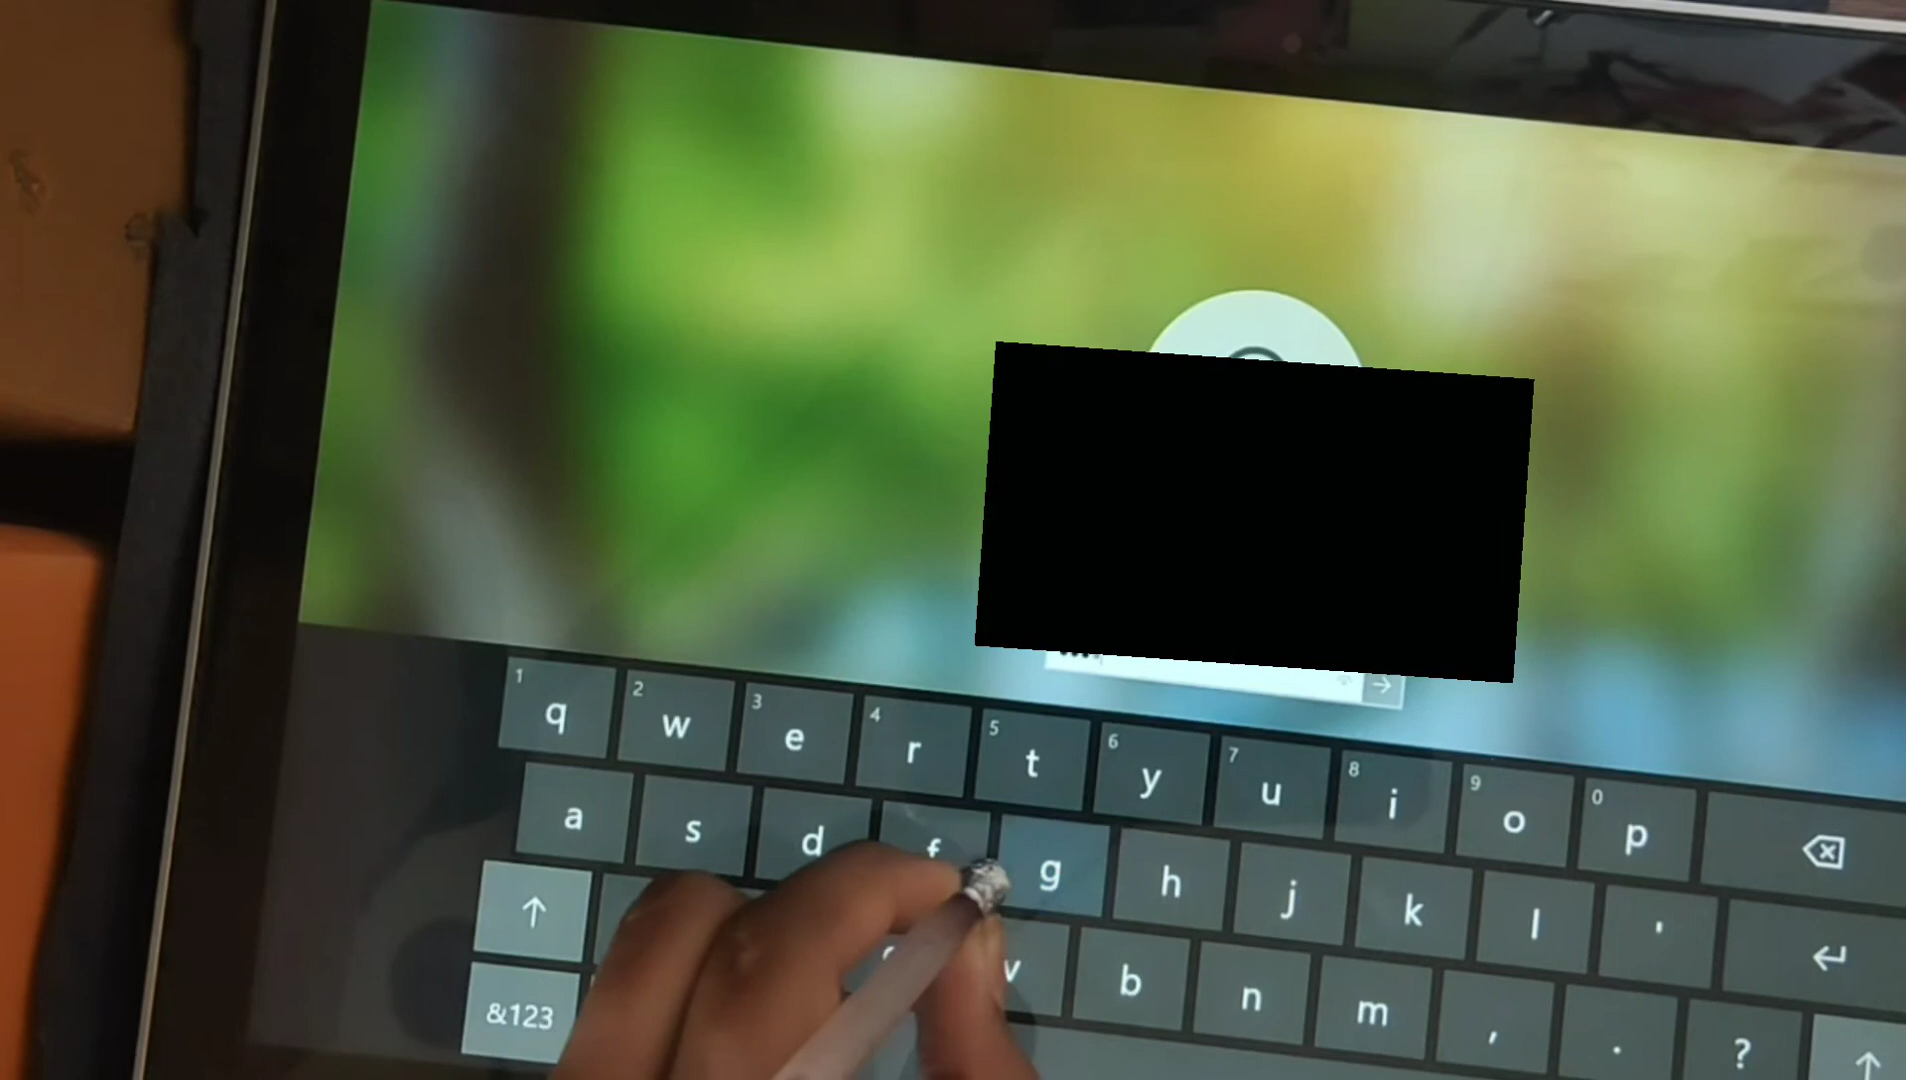 1 2 3 4 5 6 7 8 9 0
q w e r t y u i o p
a s d f g h j k l '
v b n m , . ?
&123